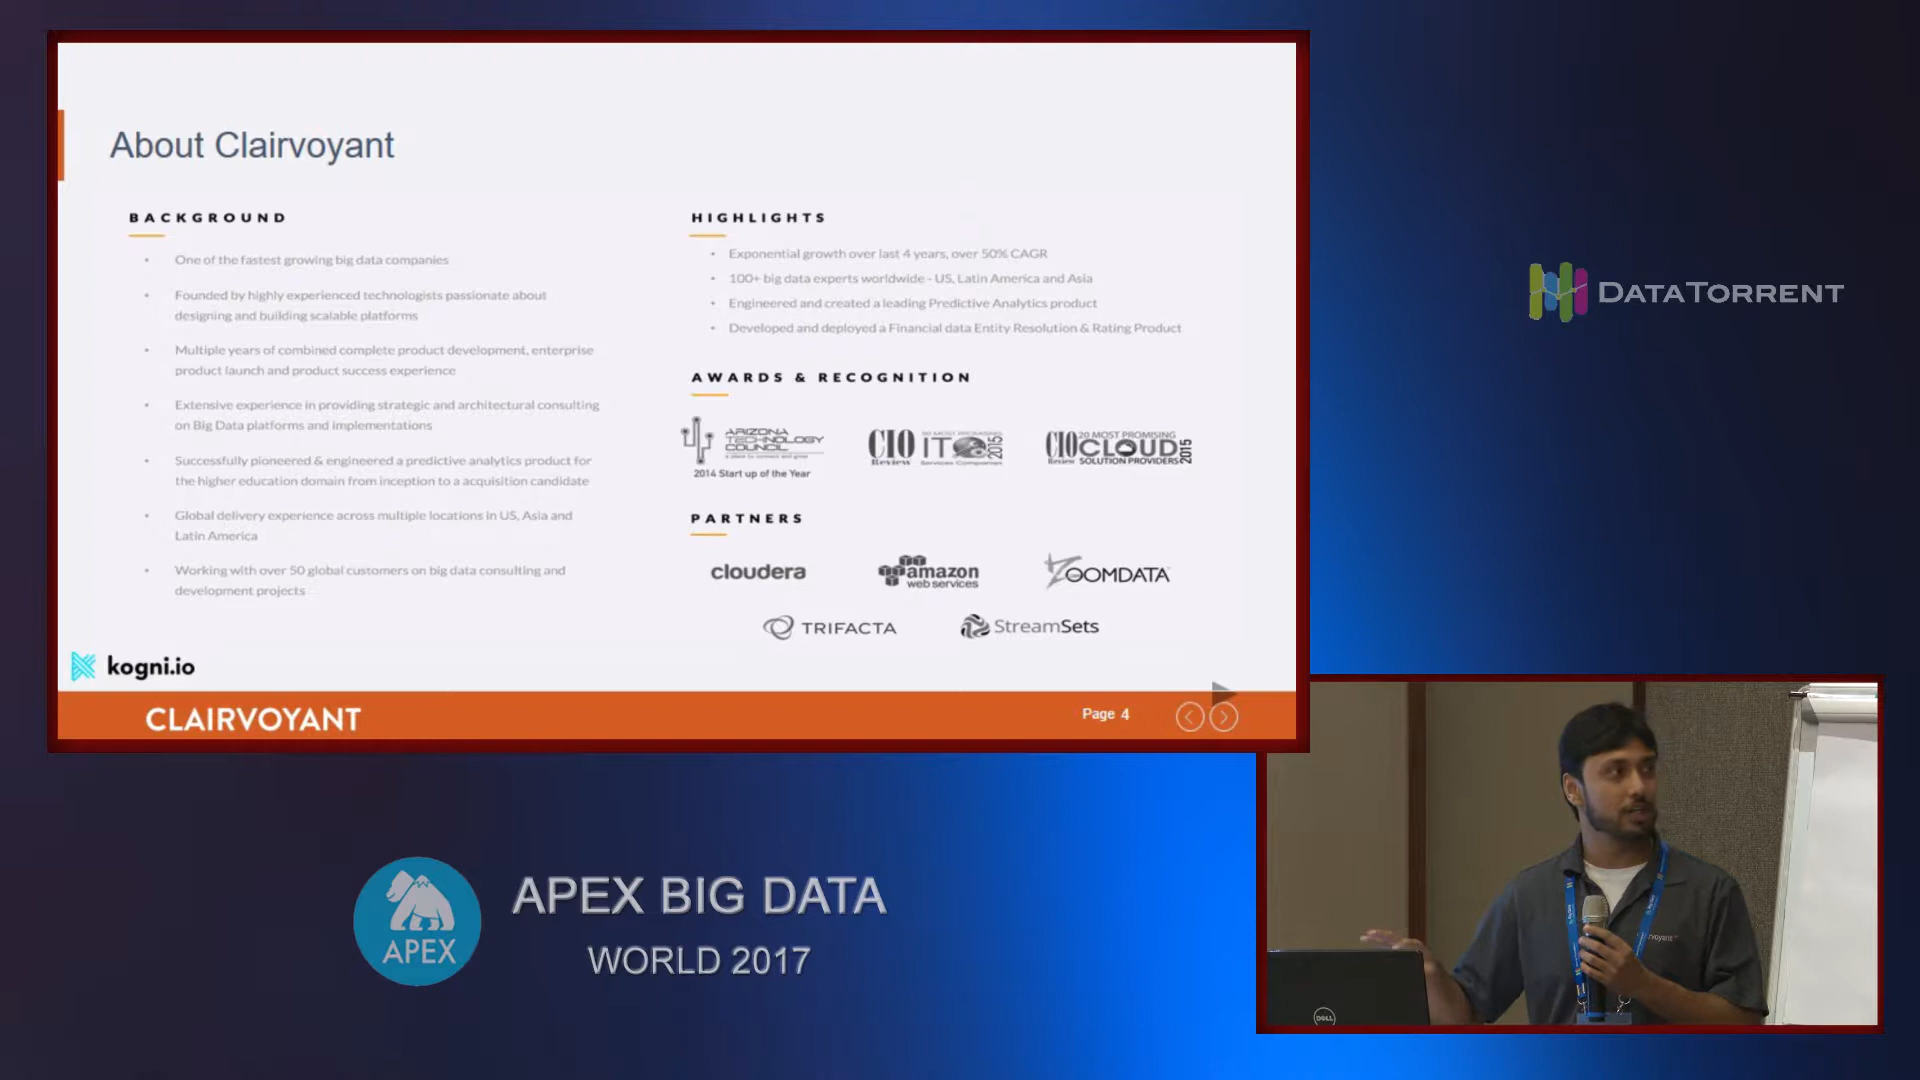 About Clairvoyant
BACKGROUND
• One of the fastest growing big data companies
• Founded by highly experienced technologists passionate about
designing and building scalable platforms
• Multiple years of combined complete product development, enterprise
product launch and product success experience
• Extensive experience in providing strategic and architectural consulting
on Big Data platforms and implementations
• Successfully pioneered & engineered a predictive analytics product for
the higher education domain from inception to a acquisition candidate
• Global delivery experience across multiple locations in US, Asia and
Latin America
• Working with over 50 global customers on big data consulting and
development projects
HIGHLIGHTS
• Exponential growth over last 4 years, over 50% CAGR
• 100+ big data experts worldwide - US, Latin America and Asia
• Engineered and created a leading Predictive Analytics product
• Developed and deployed a Financial data Entity Resolution & Rating Product
AWARDS & RECOGNITION
ARIZONA
TECHNOLOGY
COUNCIL
2014 Start up of the Year
CIO Review
20 MOST PROMISING
IT 2015
Services Companies
CIO Review
20 MOST PROMISING
CLOUD 2015
SOLUTION PROVIDERS
PARTNERS
cloudera
amazon
web services
ZOOMDATA
TRIFACTA
StreamSets
kogni.io
CLAIRVOYANT
Page 4
DATATORRENT
APEX
APEX BIG DATA
WORLD 2017
DELL